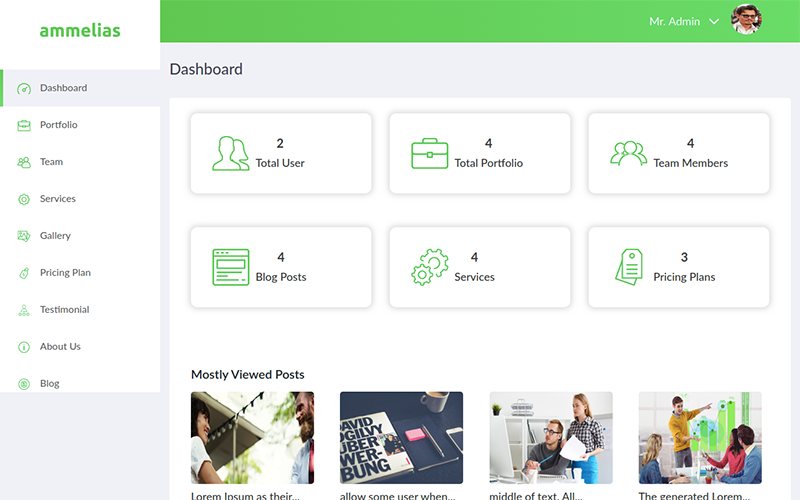 ammelias
Mr. Admin
Dashboard
Portfolio
Team
Services
Gallery
Pricing Plan
Testimonial
About Us
Blog
Dashboard
2
Total User
4
Total Portfolio
4
Team Members
4
Blog Posts
4
Services
3
Pricing Plans
Mostly Viewed Posts
DAVID
OGILVY
ÜBER
WER-
BUNG
Lorem Ipsum as their...
allow some user when...
middle of text. All...
The generated Lorem...